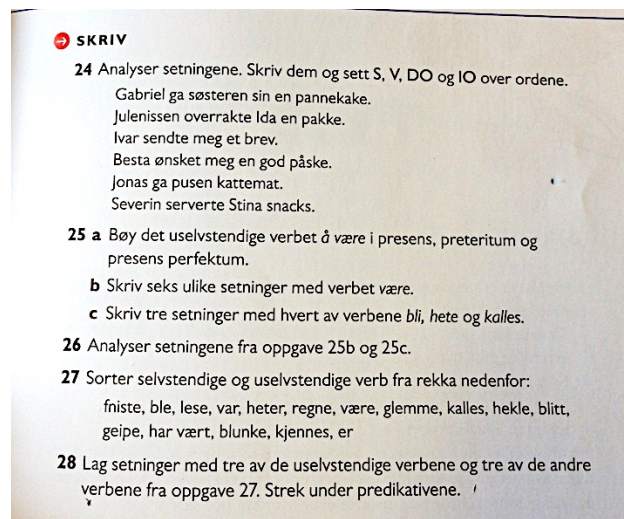 SKRIV
24 Analyser setningene. Skriv dem og sett S, V, DO og IO over ordene.
Gabriel ga søsteren sin en pannekake.
Julenissen overrakte Ida en pakke.
Ivar sendte meg et brev.
Besta ønsket meg en god påske.
Jonas ga pusen kattemat.
Severin serverte Stina snacks.
25 a Bøy det uselvstendige verbet å være i presens, preteritum og
presens perfektum.
b Skriv seks ulike setninger med verbet være.
c Skriv tre setninger med hvert av verbene bli, hete og kalles.
26 Analyser setningene fra oppgave 25b og 25c.
27 Sorter selvstendige og uselvstendige verb fra rekka nedenfor:
fniste, ble, lese, var, heter, regne, være, glemme, kalles, hekle, blitt,
geipe, har vært, blunke, kjennes, er
28 Lag setninger med tre av de uselvstendige verbene og tre av de andre
verbene fra oppgave 27. Strek under predikativene.